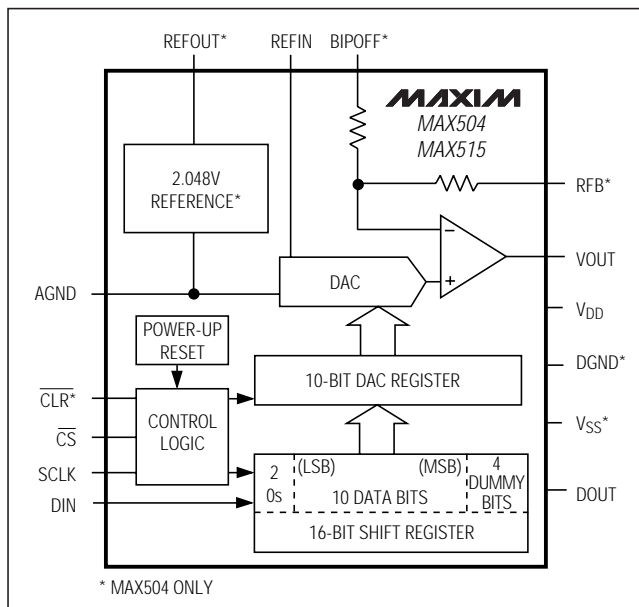 REFOUT* REFIN BIPOFF*
MAXIM
MAX504
MAX515
2.048V
REFERENCE*
RFB*
−
+
VOUT
DAC
AGND
VDD
POWER-UP
RESET
DGND*
10-BIT DAC REGISTER
CLR*
CONTROL
LOGIC
CS
VSS*
SCLK
2
0s
(LSB) (MSB)
10 DATA BITS
4
DUMMY
BITS
DIN
DOUT
16-BIT SHIFT REGISTER
* MAX504 ONLY